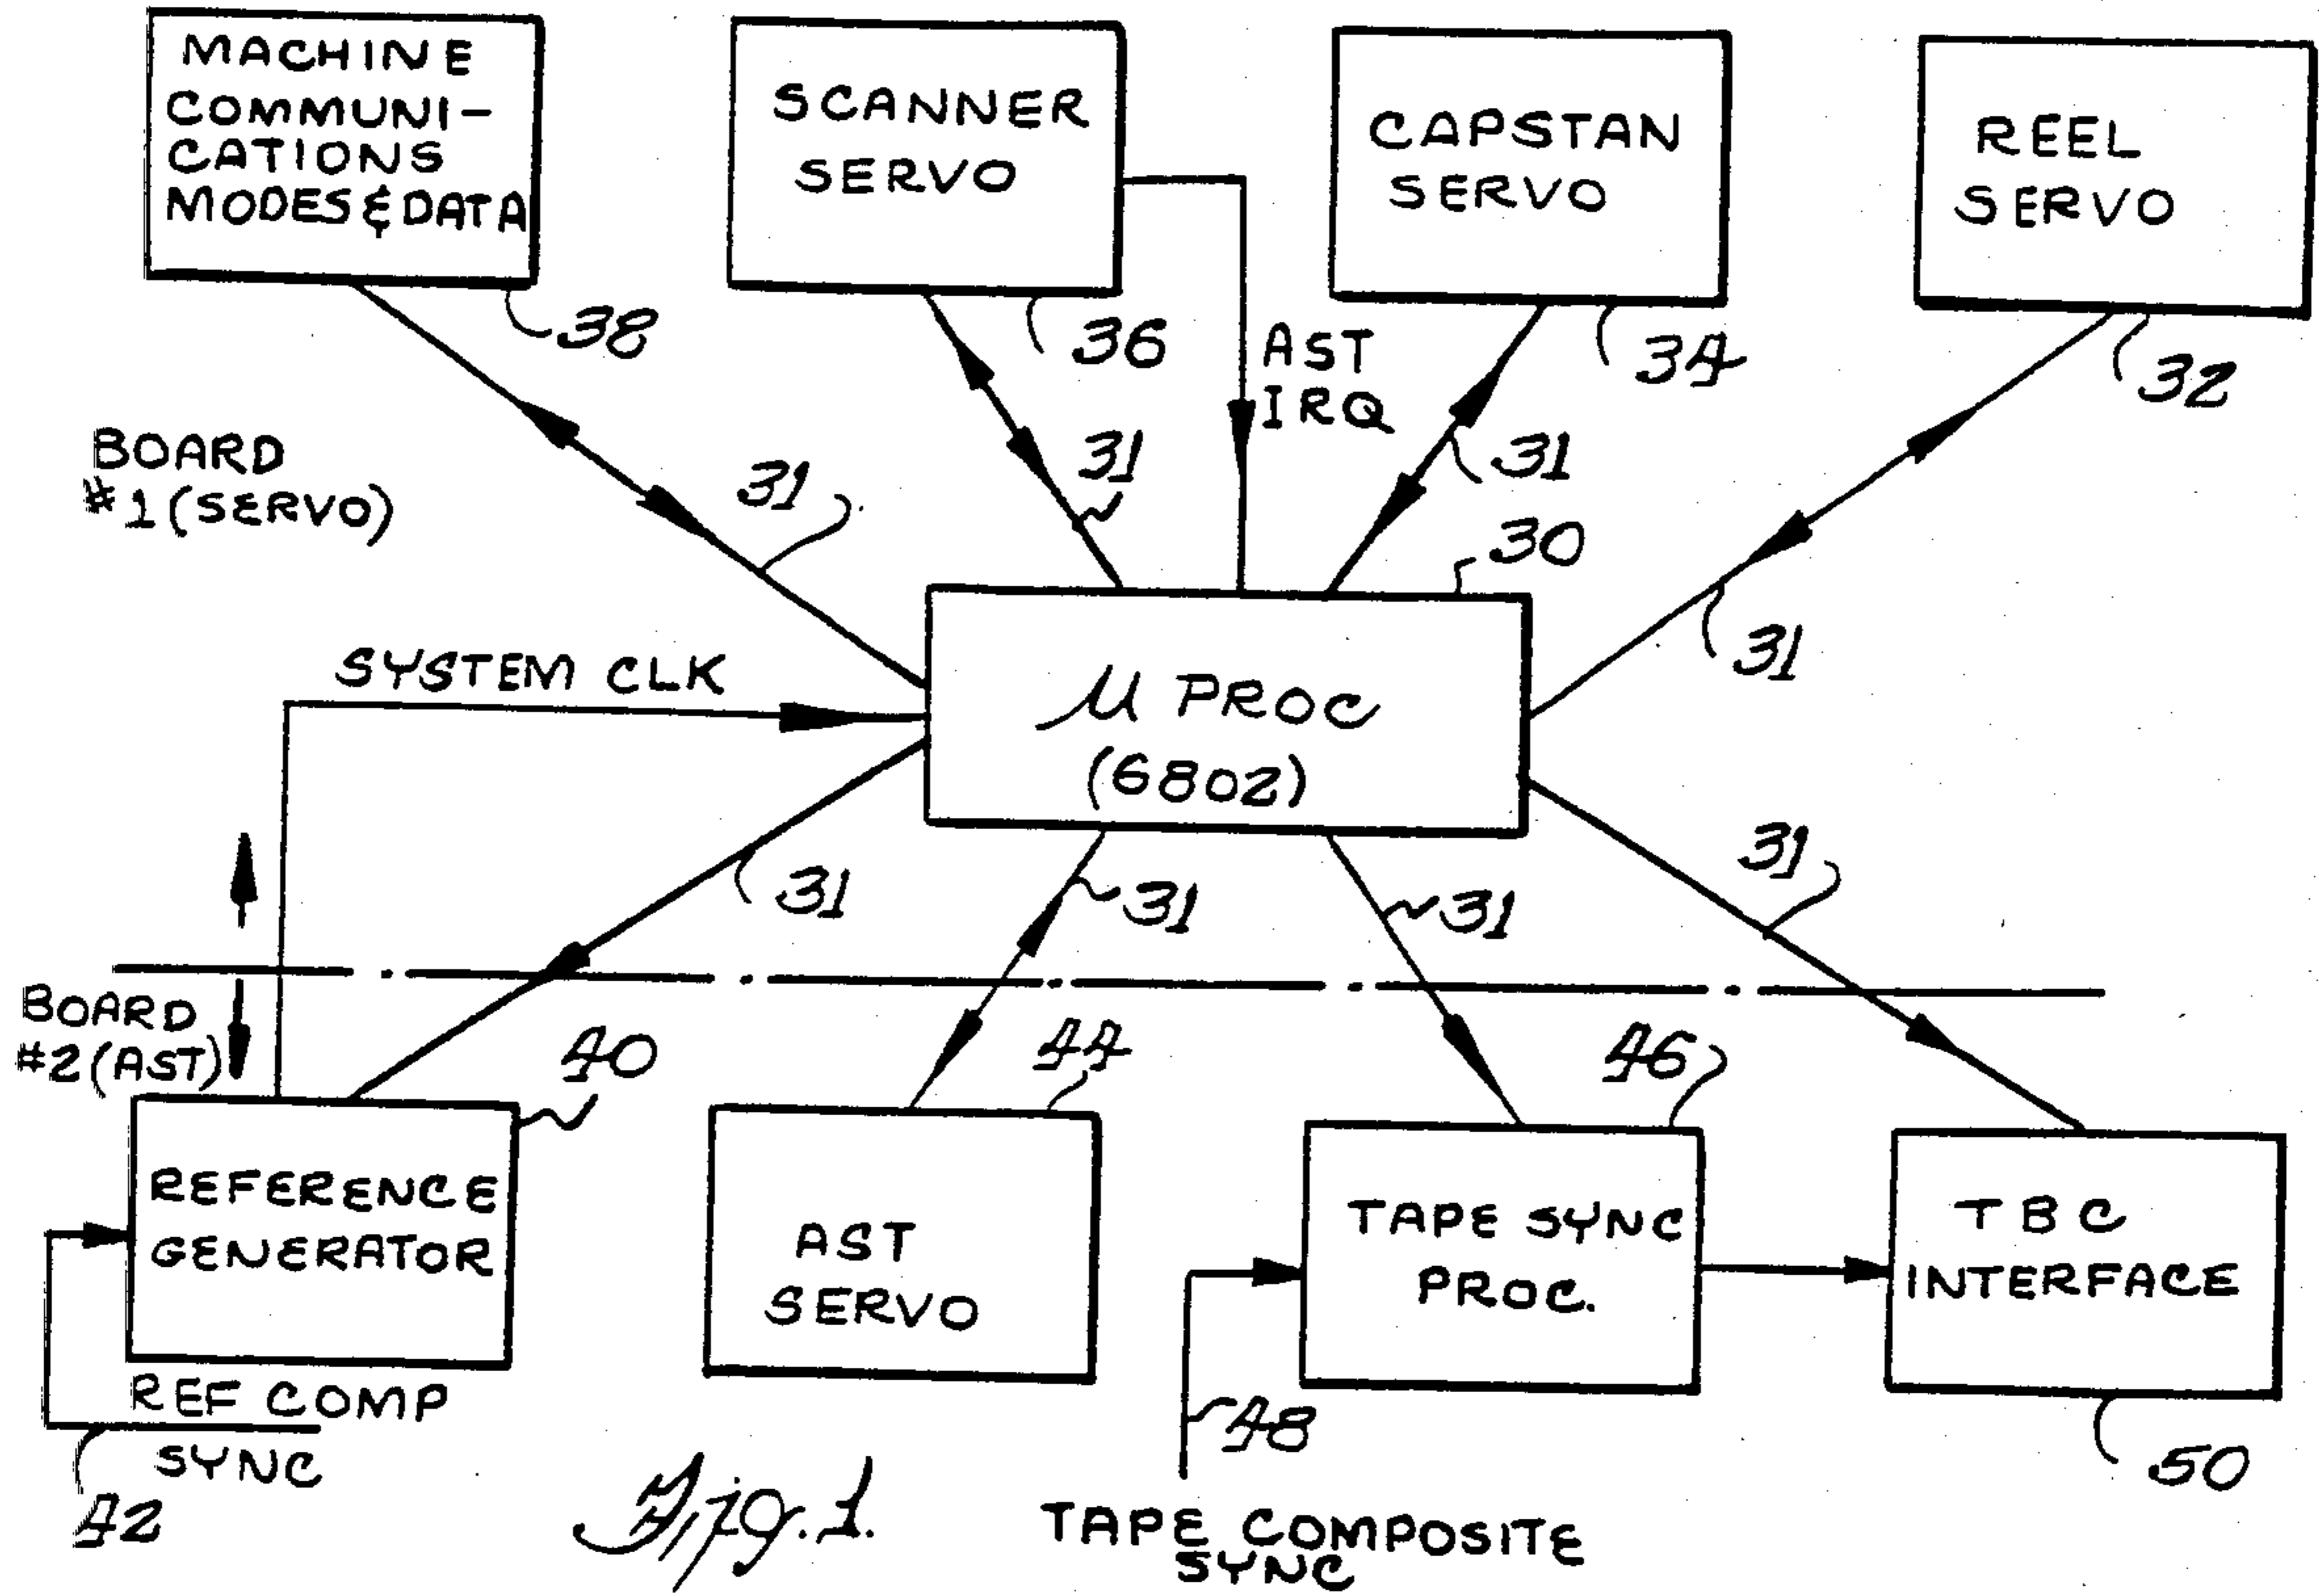 MACHINE
COMMUNI-
CATIONS
MODES & DATA
38
SCANNER
SERVO
36
AST
IRQ
CAPSTAN
SERVO
34
REEL
SERVO
32
BOARD
#1 (SERVO)
31
31
31
31
30
SYSTEM CLK
μ PROC
(6802)
31
31
31
31
BOARD
#2 (AST)
40
44
46
REFERENCE
GENERATOR
AST
SERVO
TAPE SYNC
PROC.
TBC
INTERFACE
REF COMP
SYNC
42
48
50
Fig. 1.
TAPE COMPOSITE
SYNC